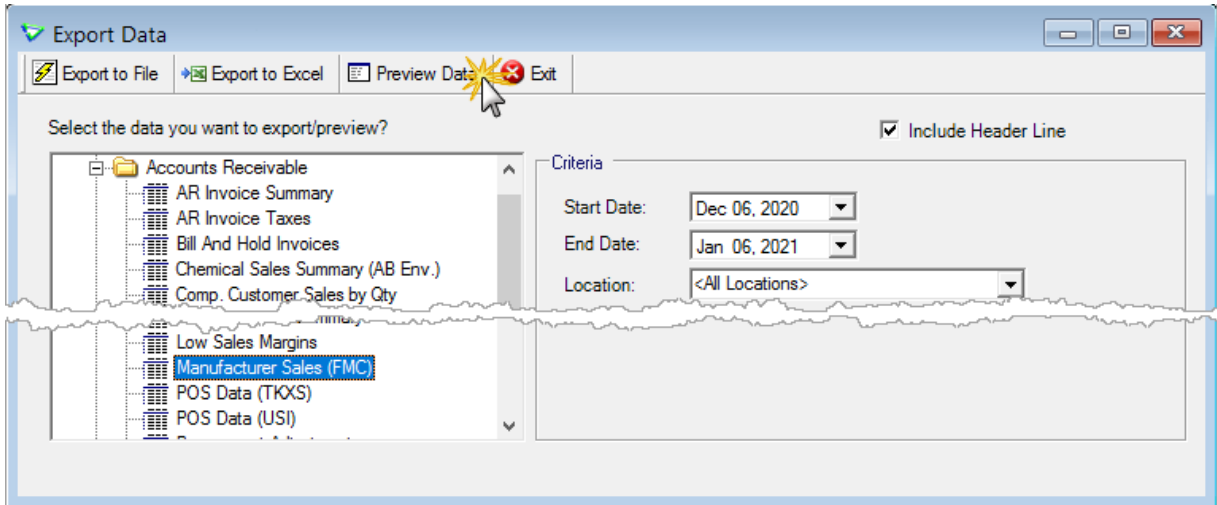 Export Data
Export to File Export to Excel Preview Data Exit
Select the data you want to export/preview?
Include Header Line
Accounts Receivable
AR Invoice Summary
AR Invoice Taxes
Bill And Hold Invoices
Chemical Sales Summary (AB Env.)
Comp. Customer Sales by Qty
Low Sales Margins
Manufacturer Sales (FMC)
POS Data (TKXS)
POS Data (USI)
Criteria
Start Date: Dec 06, 2020
End Date: Jan 06, 2021
Location: <All Locations>